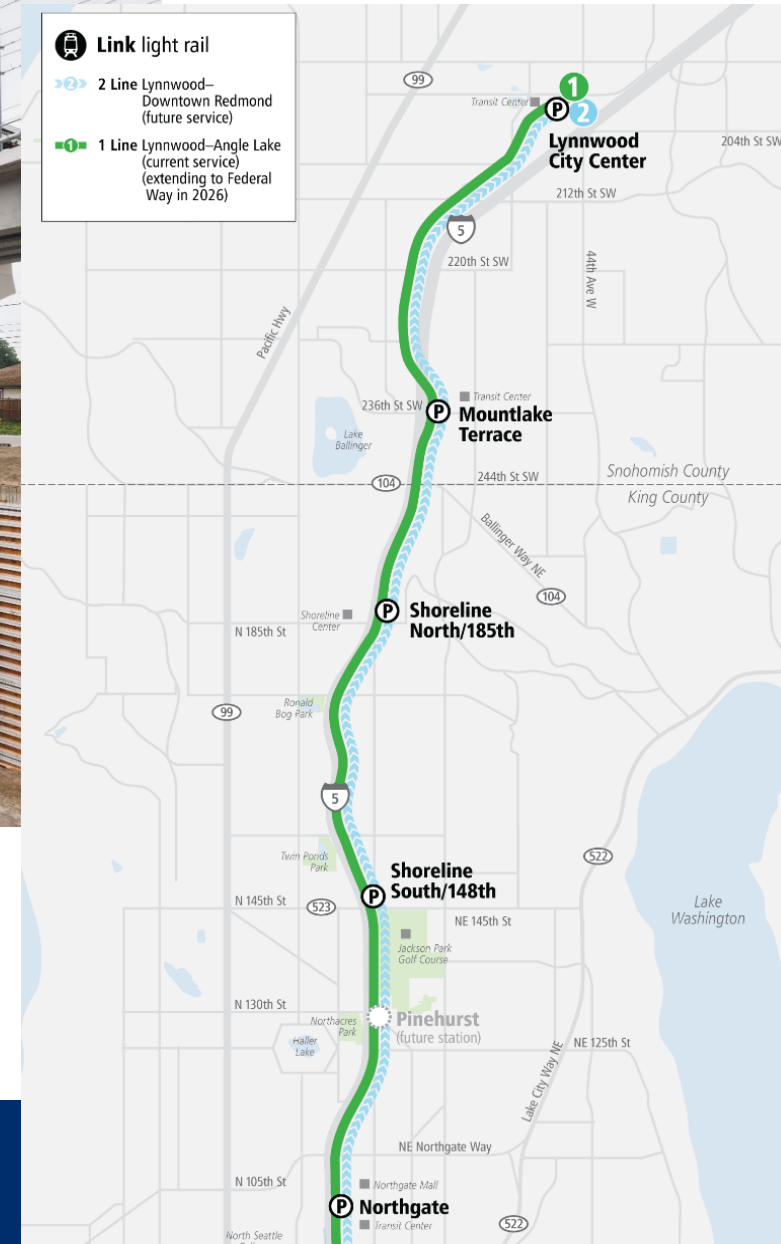 Link light rail
2 2 Line Lynnwood–
Downtown Redmond
(future service)
1 1 Line Lynnwood–Angle Lake
(current service)
(extending to Federal
Way in 2026)
99
Transit Center
1
P
2
Lynnwood
City Center
204th St SW
212th St SW
5
220th St SW
44th Ave W
Pacific Hwy
236th St SW
P
Transit Center
Mountlake
Terrace
Lake
Ballinger
104
244th St SW
Snohomish County
King County
Ballinger Way NE
104
Shoreline
Center
P
Shoreline
North/185th
N 185th St
Ronald
Bog Park
99
5
Twin Ponds
Park
522
Shoreline
South/148th
P
N 145th St
523
NE 145th St
Lake
Washington
Jackson Park
Golf Course
N 130th St
Northacres
Park
Pinehurst
(future station)
Haller
Lake
NE 125th St
Lake City Way NE
NE Northgate Way
N 105th St
Northgate Mall
P
Northgate
Transit Center
522
North Seattle